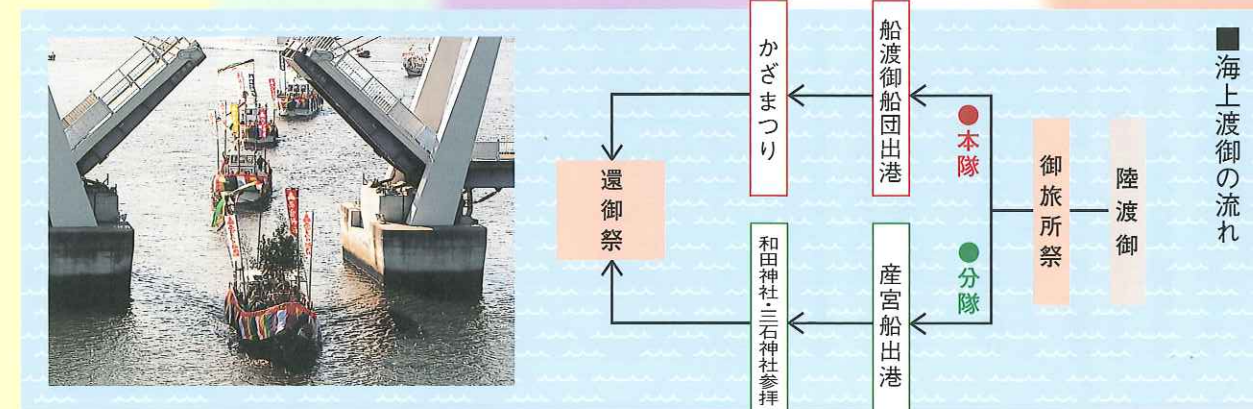 ■海上渡御の流れ
陸渡御
御旅所祭
●本隊
船渡御船団出港
かざまつり
●分隊
産宮船出港
和田神社・三石神社参拝
還御祭